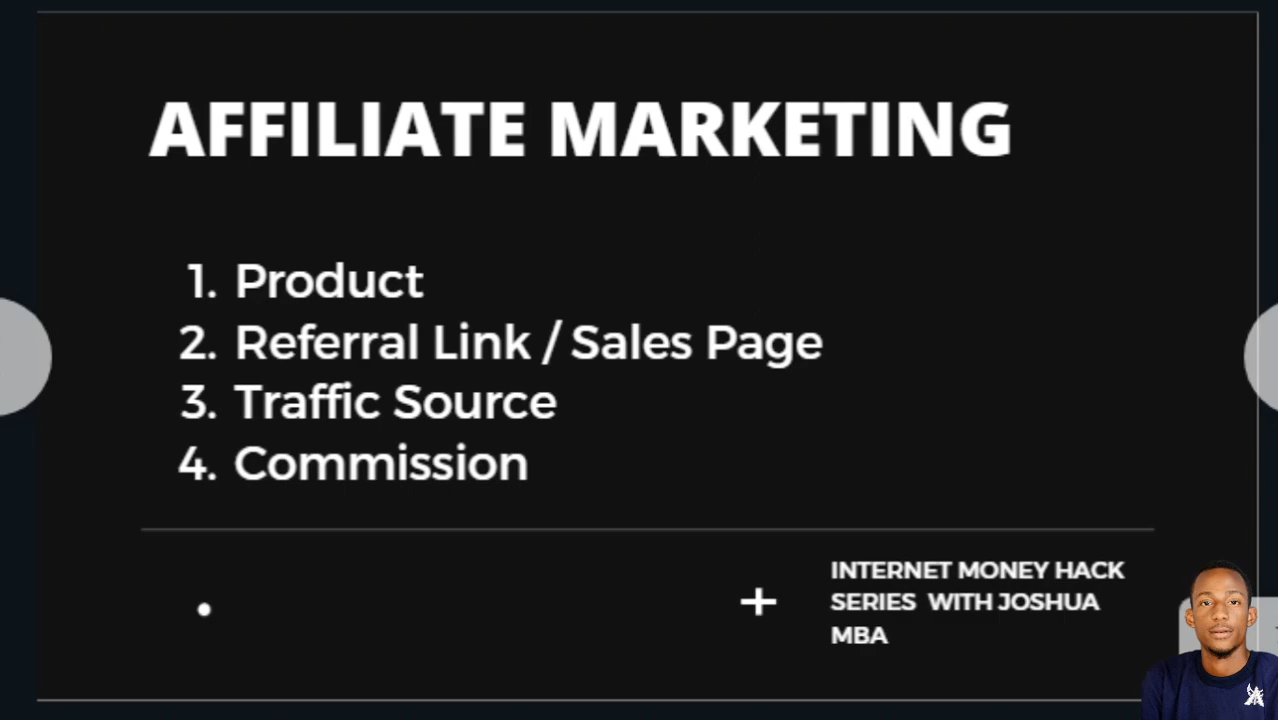 AFFILIATE MARKETING
1. Product
2. Referral Link / Sales Page
3. Traffic Source
4. Commission
INTERNET MONEY HACK
SERIES WITH JOSHUA
MBA